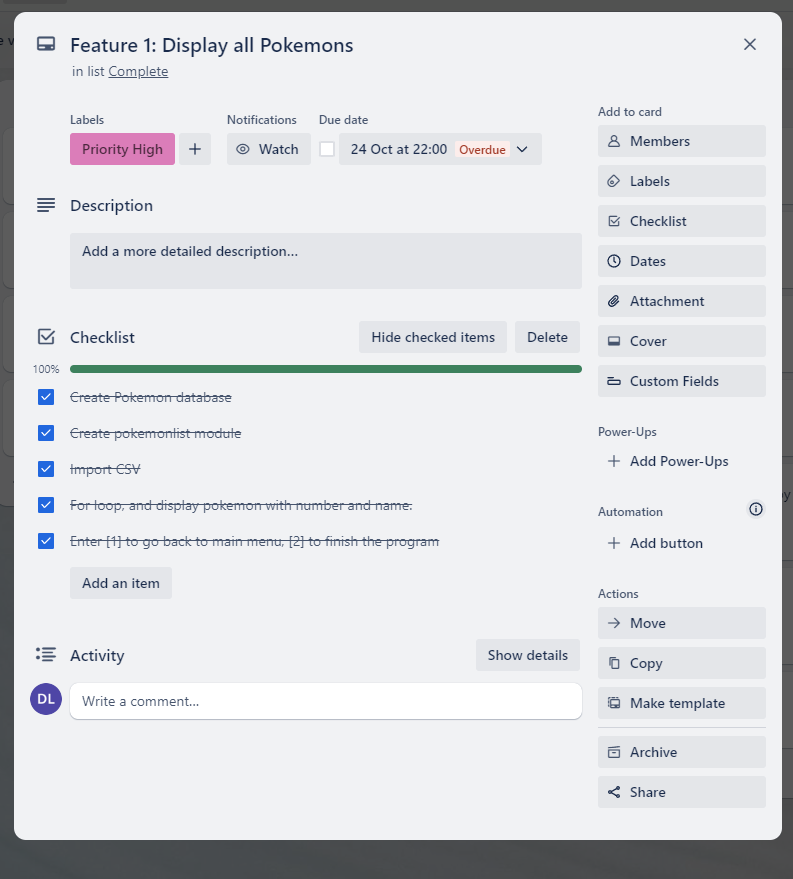 Feature 1: Display all Pokemons
in list Complete
Labels
Notifications
Due date
Priority High
Watch
24 Oct at 22:00 Overdue
Description
Add a more detailed description...
Checklist
Hide checked items
Delete
100%
Create Pokemon database
Create pokemonlist module
Import CSV
For loop, and display pokemon with number and name.
Enter [1] to go back to main menu, [2] to finish the program
Add an item
Activity
Show details
DL
Write a comment...
Add to card
Members
Labels
Checklist
Dates
Attachment
Cover
Custom Fields
Power-Ups
Add Power-Ups
Automation
Add button
Actions
Move
Copy
Make template
Archive
Share